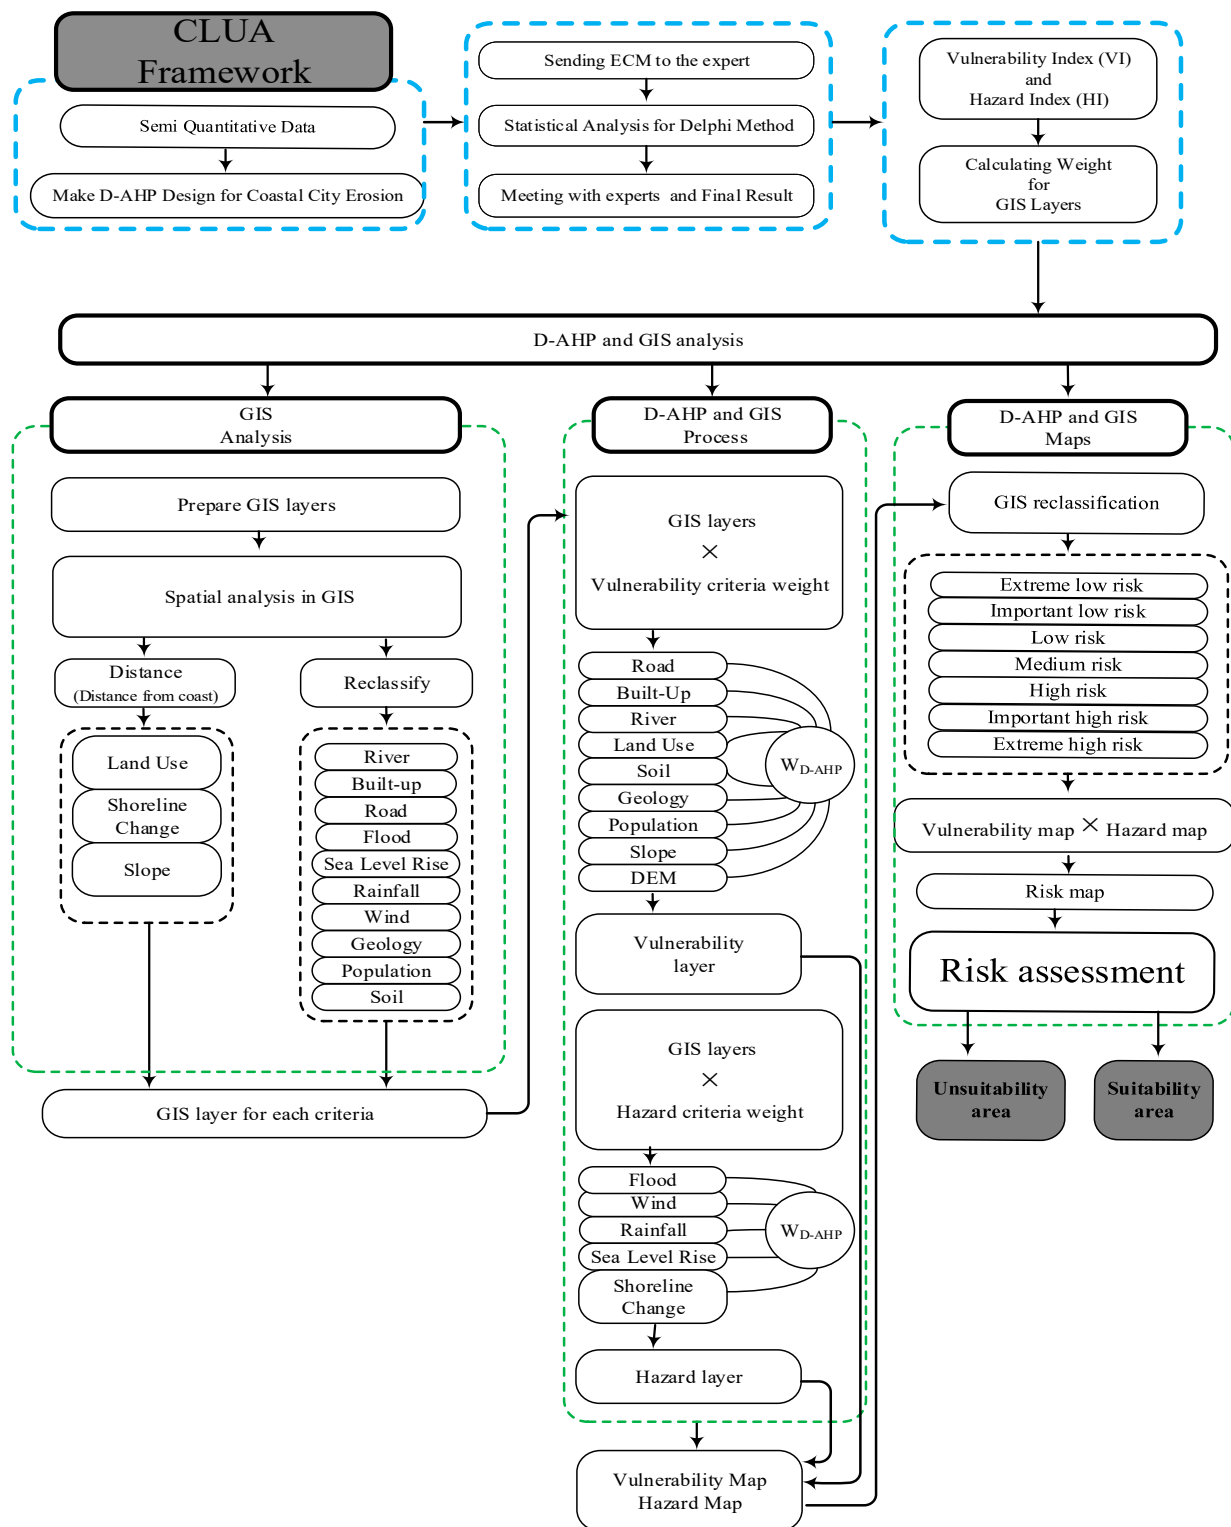 CLUA
Framework
Semi Quantitative Data
Make D-AHP Design for Coastal City Erosion
Sending ECM to the expert
Statistical Analysis for Delphi Method
Meeting with experts and Final Result
Vulnerability Index (VI)
and
Hazard Index (HI)
Calculating Weight
for
GIS Layers
D-AHP and GIS analysis
GIS
Analysis
Prepare GIS layers
Spatial analysis in GIS
Distance
(Distance from coast)
Reclassify
Land Use
Shoreline
Change
Slope
River
Built-up
Road
Flood
Sea Level Rise
Rainfall
Wind
Geology
Population
Soil
GIS layer for each criteria
D-AHP and GIS
Process
GIS layers
×
Vulnerability criteria weight
Road
Built-Up
River
Land Use
Soil
Geology
Population
Slope
DEM
W D-AHP
Vulnerability
layer
GIS layers
×
Hazard criteria weight
Flood
Wind
Rainfall
Sea Level Rise
Shoreline
Change
W D-AHP
Hazard layer
Vulnerability Map
Hazard Map
D-AHP and GIS
Maps
GIS reclassification
Extreme low risk
Important low risk
Low risk
Medium risk
High risk
Important high risk
Extreme high risk
Vulnerability map × Hazard map
Risk map
Risk assessment
Unsuitability
area
Suitability
area